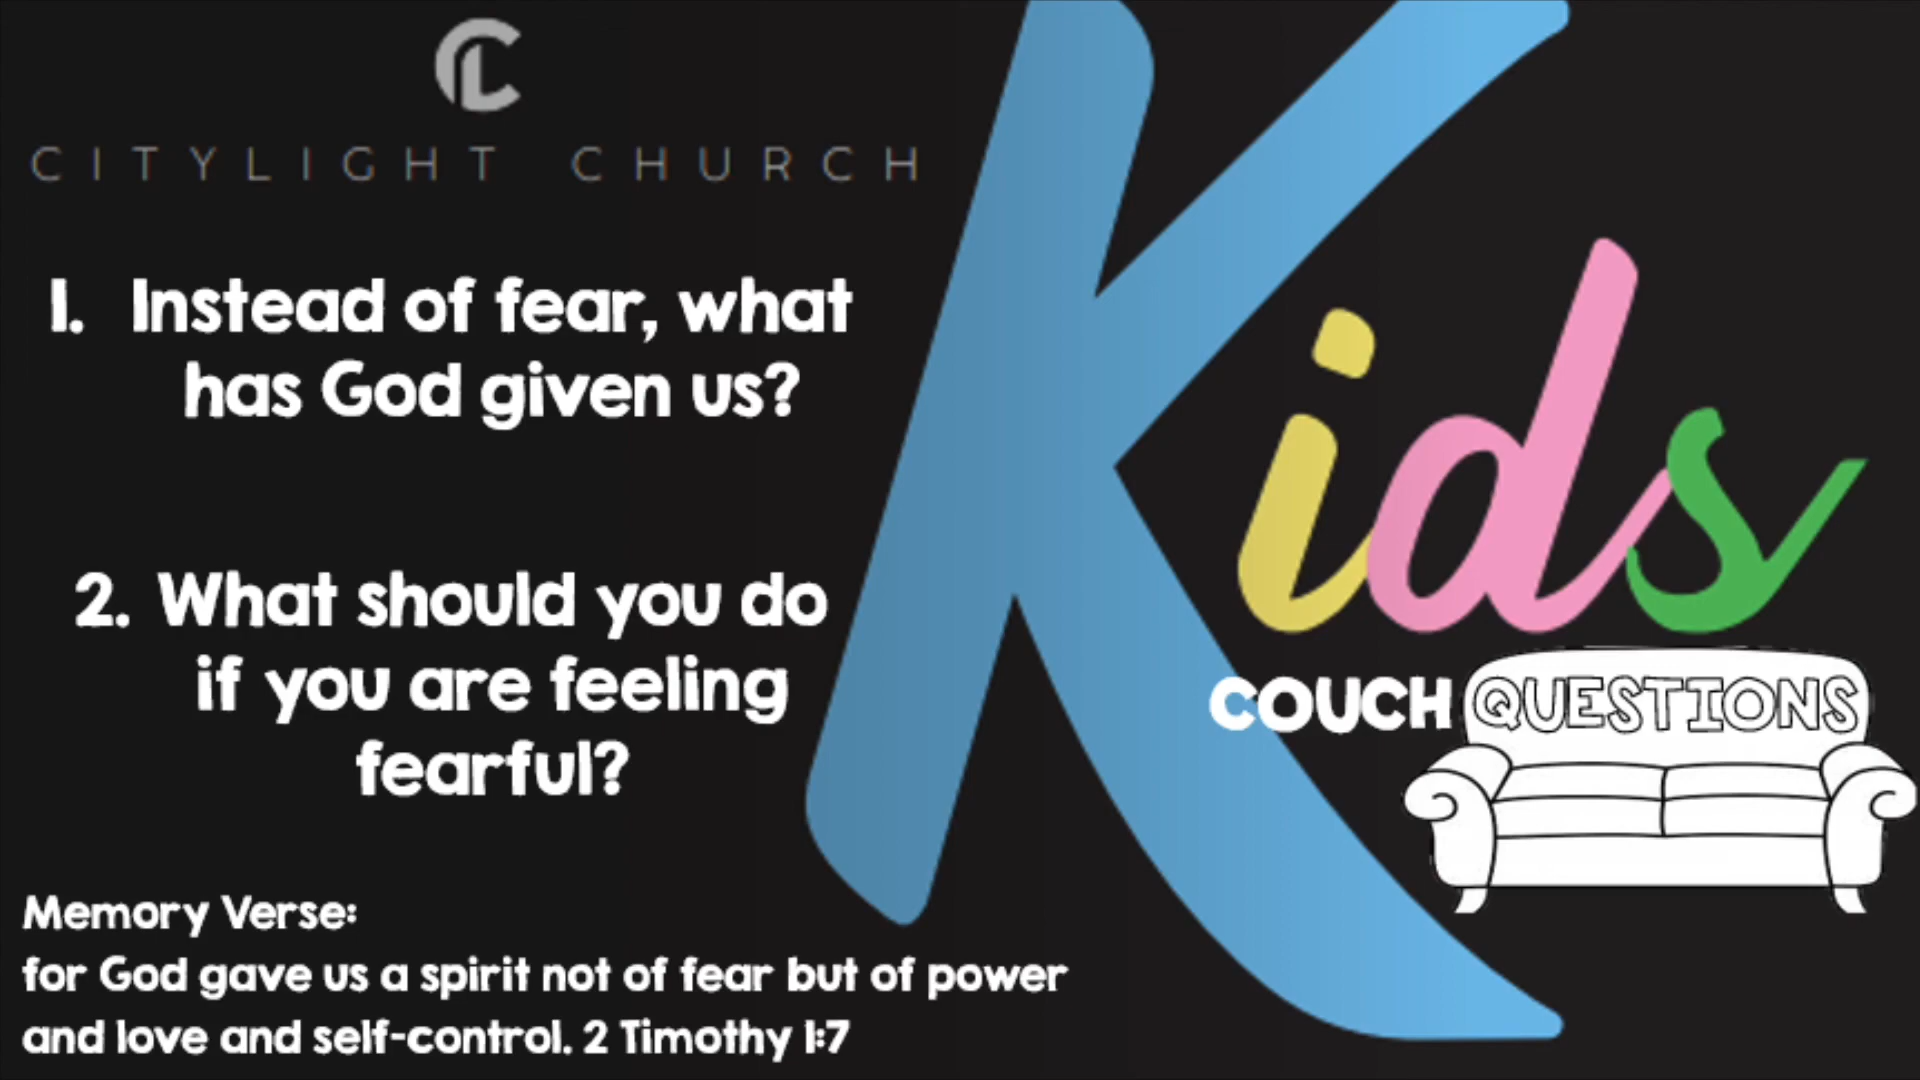 CL
CITYLIGHT CHURCH
1. Instead of fear, what
has God given us?
2. What should you do
if you are feeling
fearful?
Kids
COUCH QUESTIONS
Memory Verse:
for God gave us a spirit not of fear but of power
and love and self-control. 2 Timothy 1:7